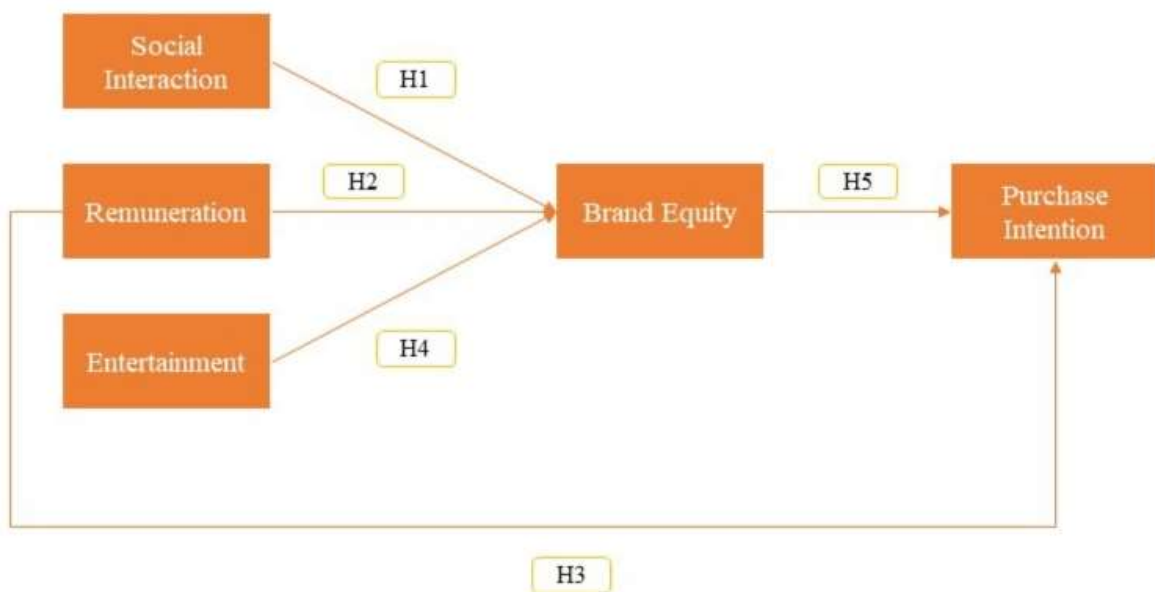 Social
Interaction
H1
H2
Remuneration
Brand Equity
H5
Purchase
Intention
Entertainment
H4
H3